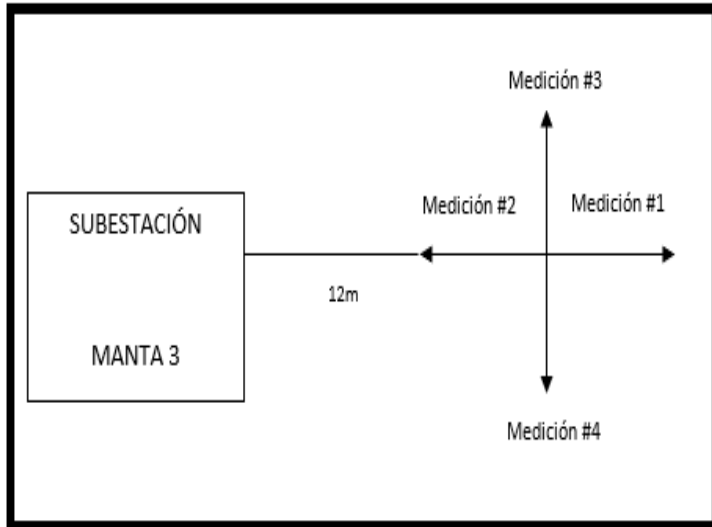 Medición #3
Medición #2
Medición #1
SUBESTACIÓN
12m
MANTA 3
Medición #4